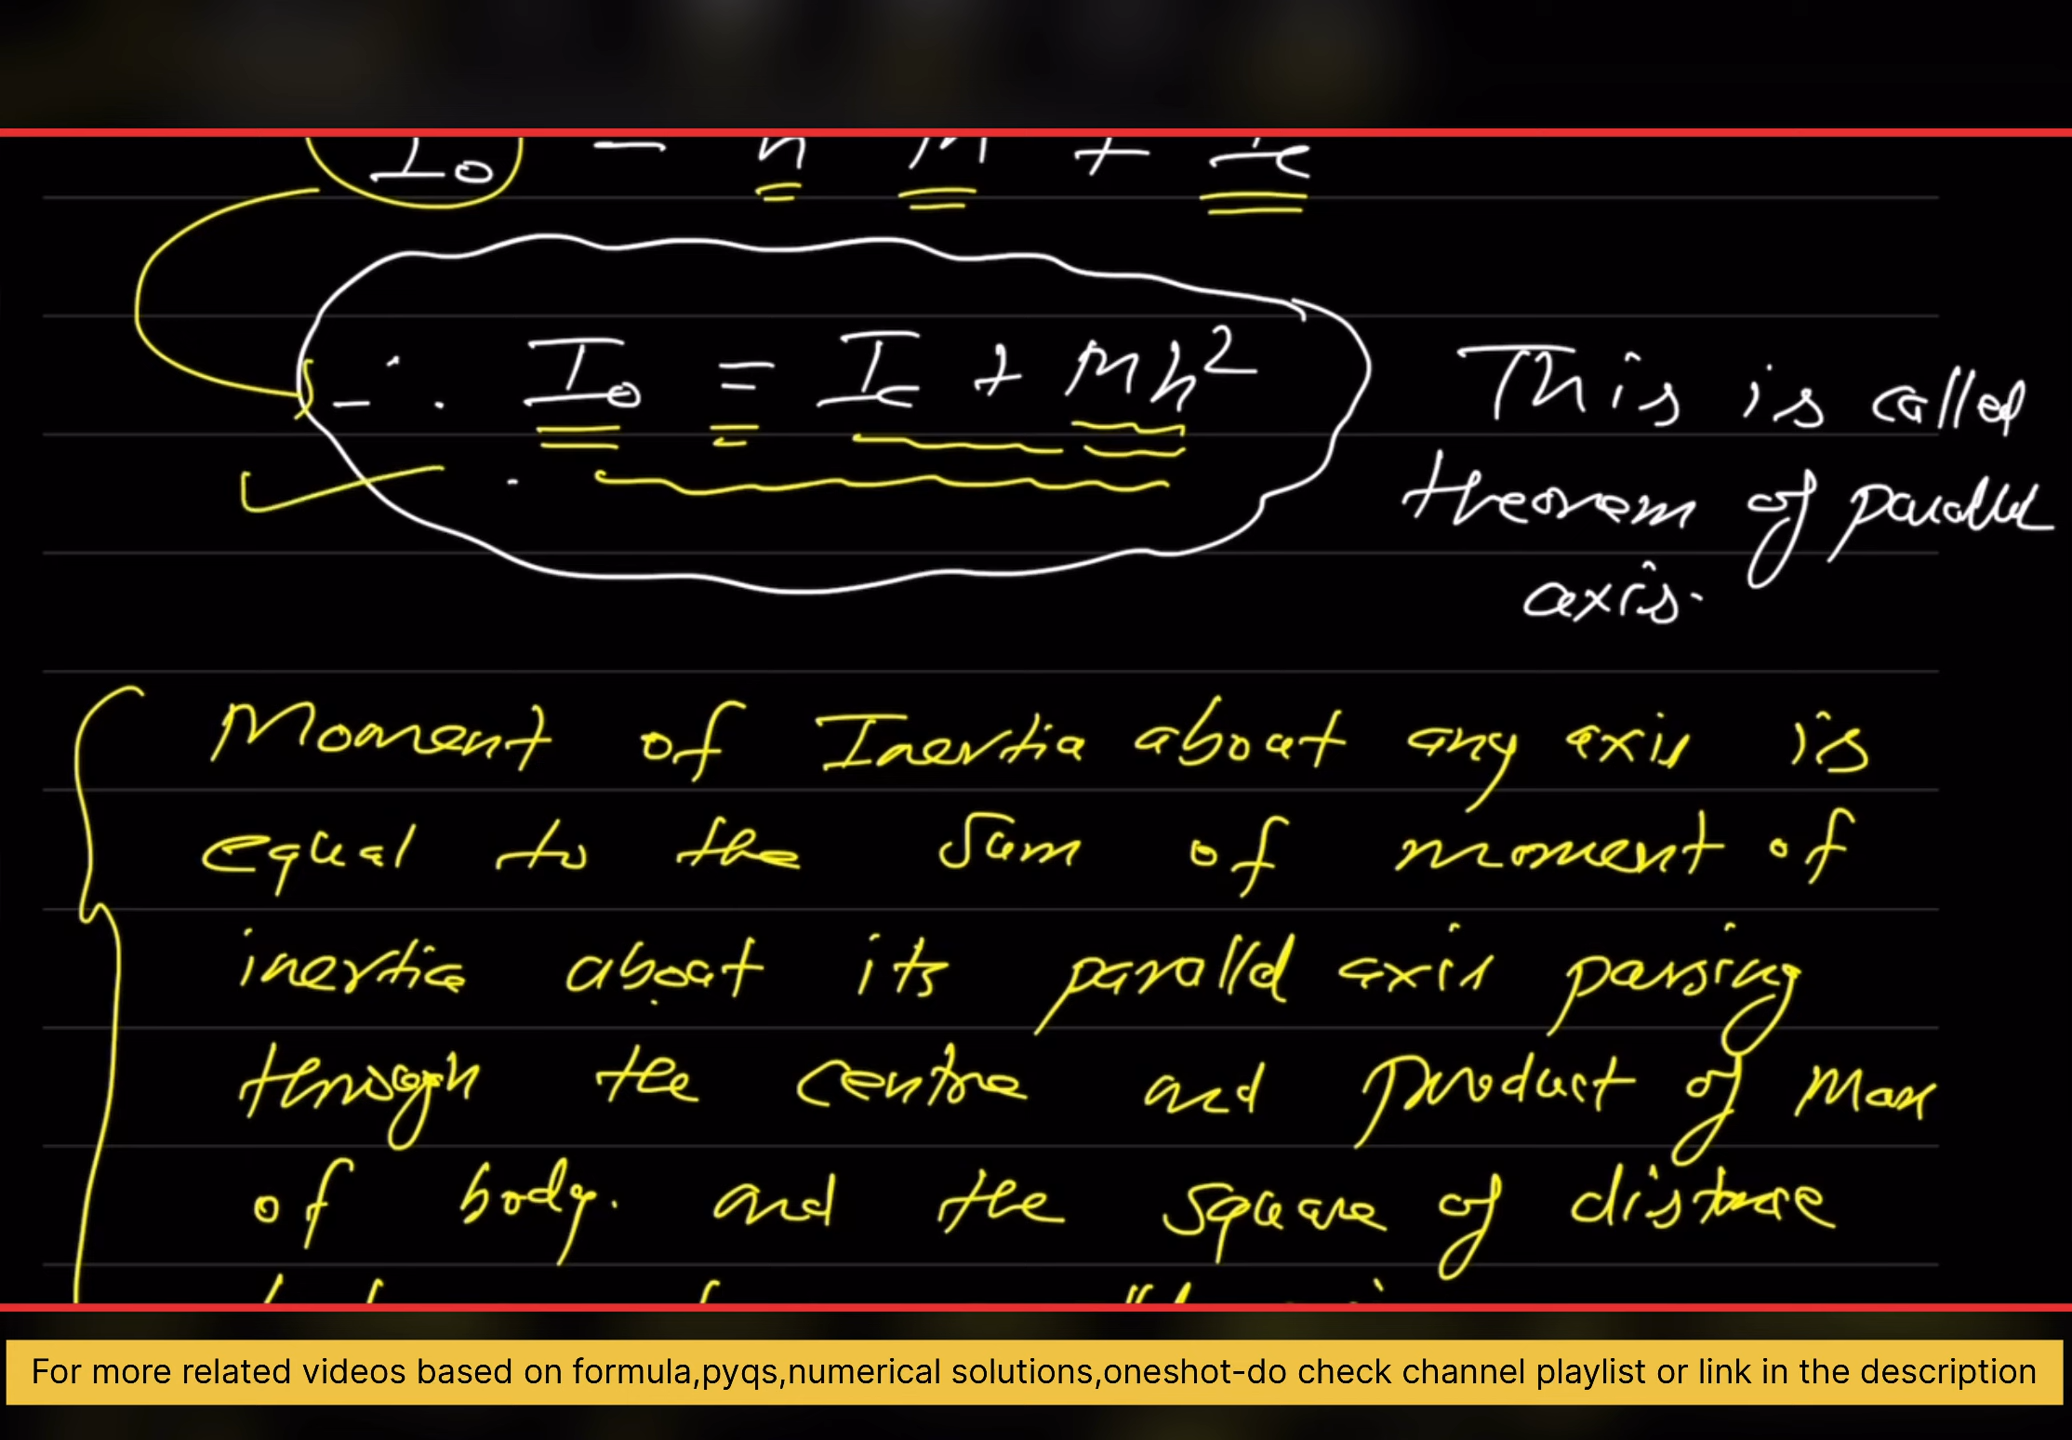 ∴ I₀ = Ic + Mh²
This is called
theorem of parallel
axis.
Moment of Inertia about any axis is
equal to the sum of moment of
inertia about its parallel axis passing
through the centre and product of Mass
of body. and the square of distance
For more related videos based on formula,pyqs,numerical solutions,oneshot-do check channel playlist or link in the description